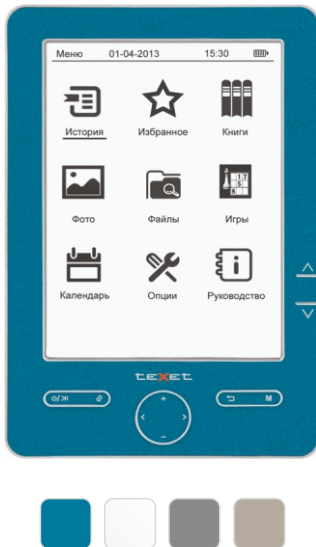 Меню 01-04-2013 15:30
История Избранное Книги
Фото Файлы Игры
Календарь Опции Руководство
teXet
M